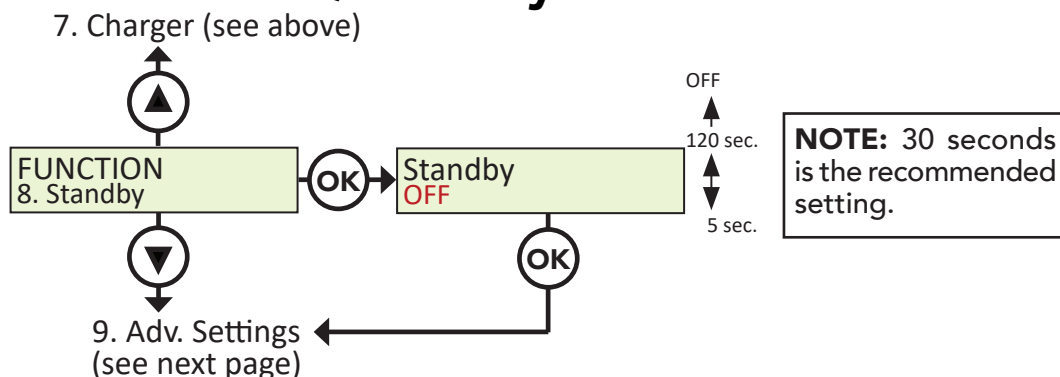 7. Charger (see above)
FUNCTION
8. Standby
OK
Standby
OFF
OFF
120 sec.
5 sec.
NOTE: 30 seconds
is the recommended
setting.
OK
9. Adv. Settings
(see next page)